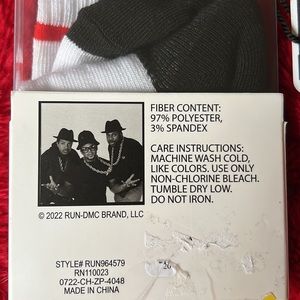 FIBER CONTENT:
97% POLYESTER,
3% SPANDEX
CARE INSTRUCTIONS:
MACHINE WASH COLD,
LIKE COLORS. USE ONLY
NON-CHLORINE BLEACH.
TUMBLE DRY LOW.
DO NOT IRON.
© 2022 RUN-DMC BRAND, LLC
STYLE# RUN964579
RN110023
0722-CH-ZP-4048
MADE IN CHINA